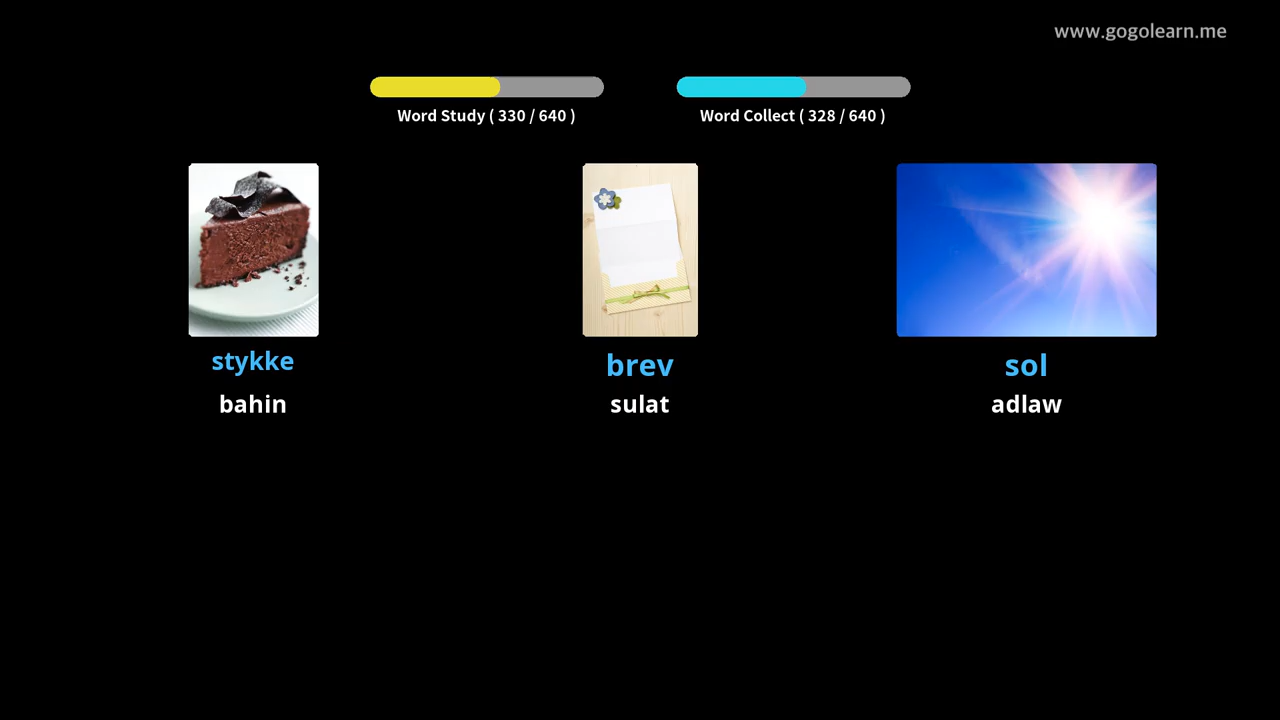 www.gogolearn.me
Word Study ( 330 / 640 )
Word Collect ( 328 / 640 )
stykke
bahin
brev
sulat
sol
adlaw